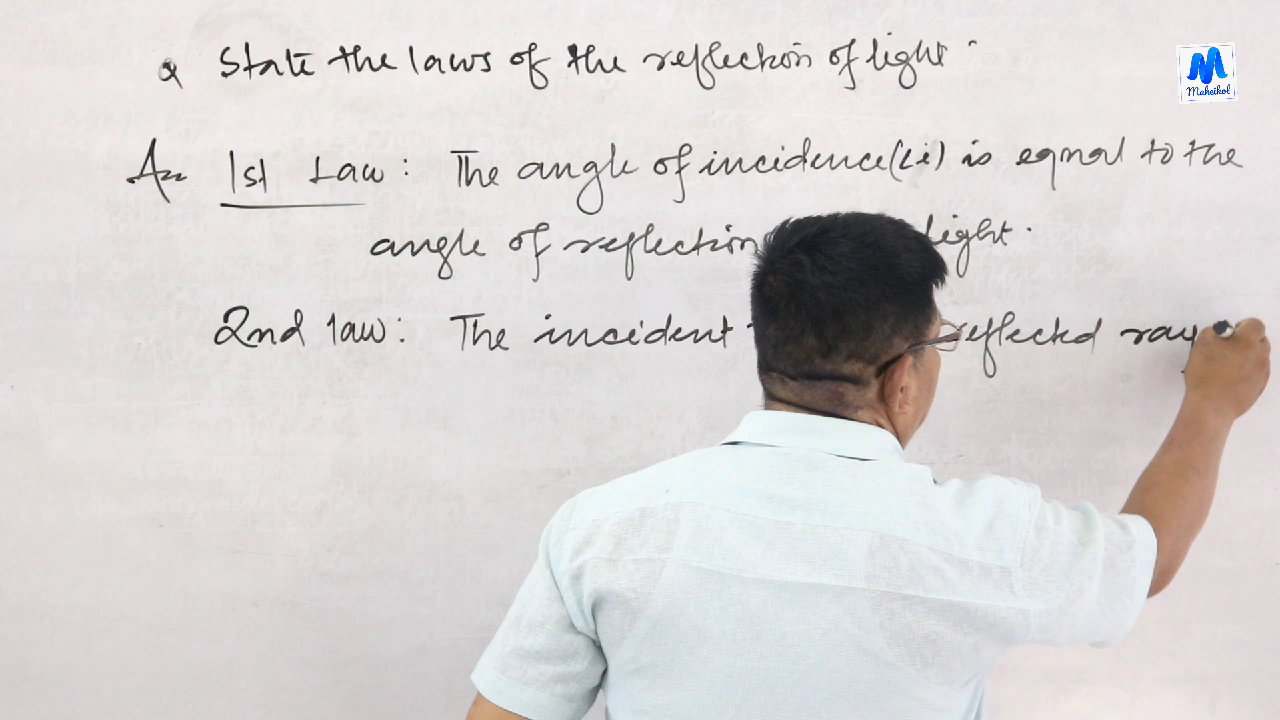 Q State the laws of the reflection of light.
An 1st Law: The angle of incidence (∠i) is equal to the
angle of reflection light.
2nd law: The incident reflected ray
M
Maheikol